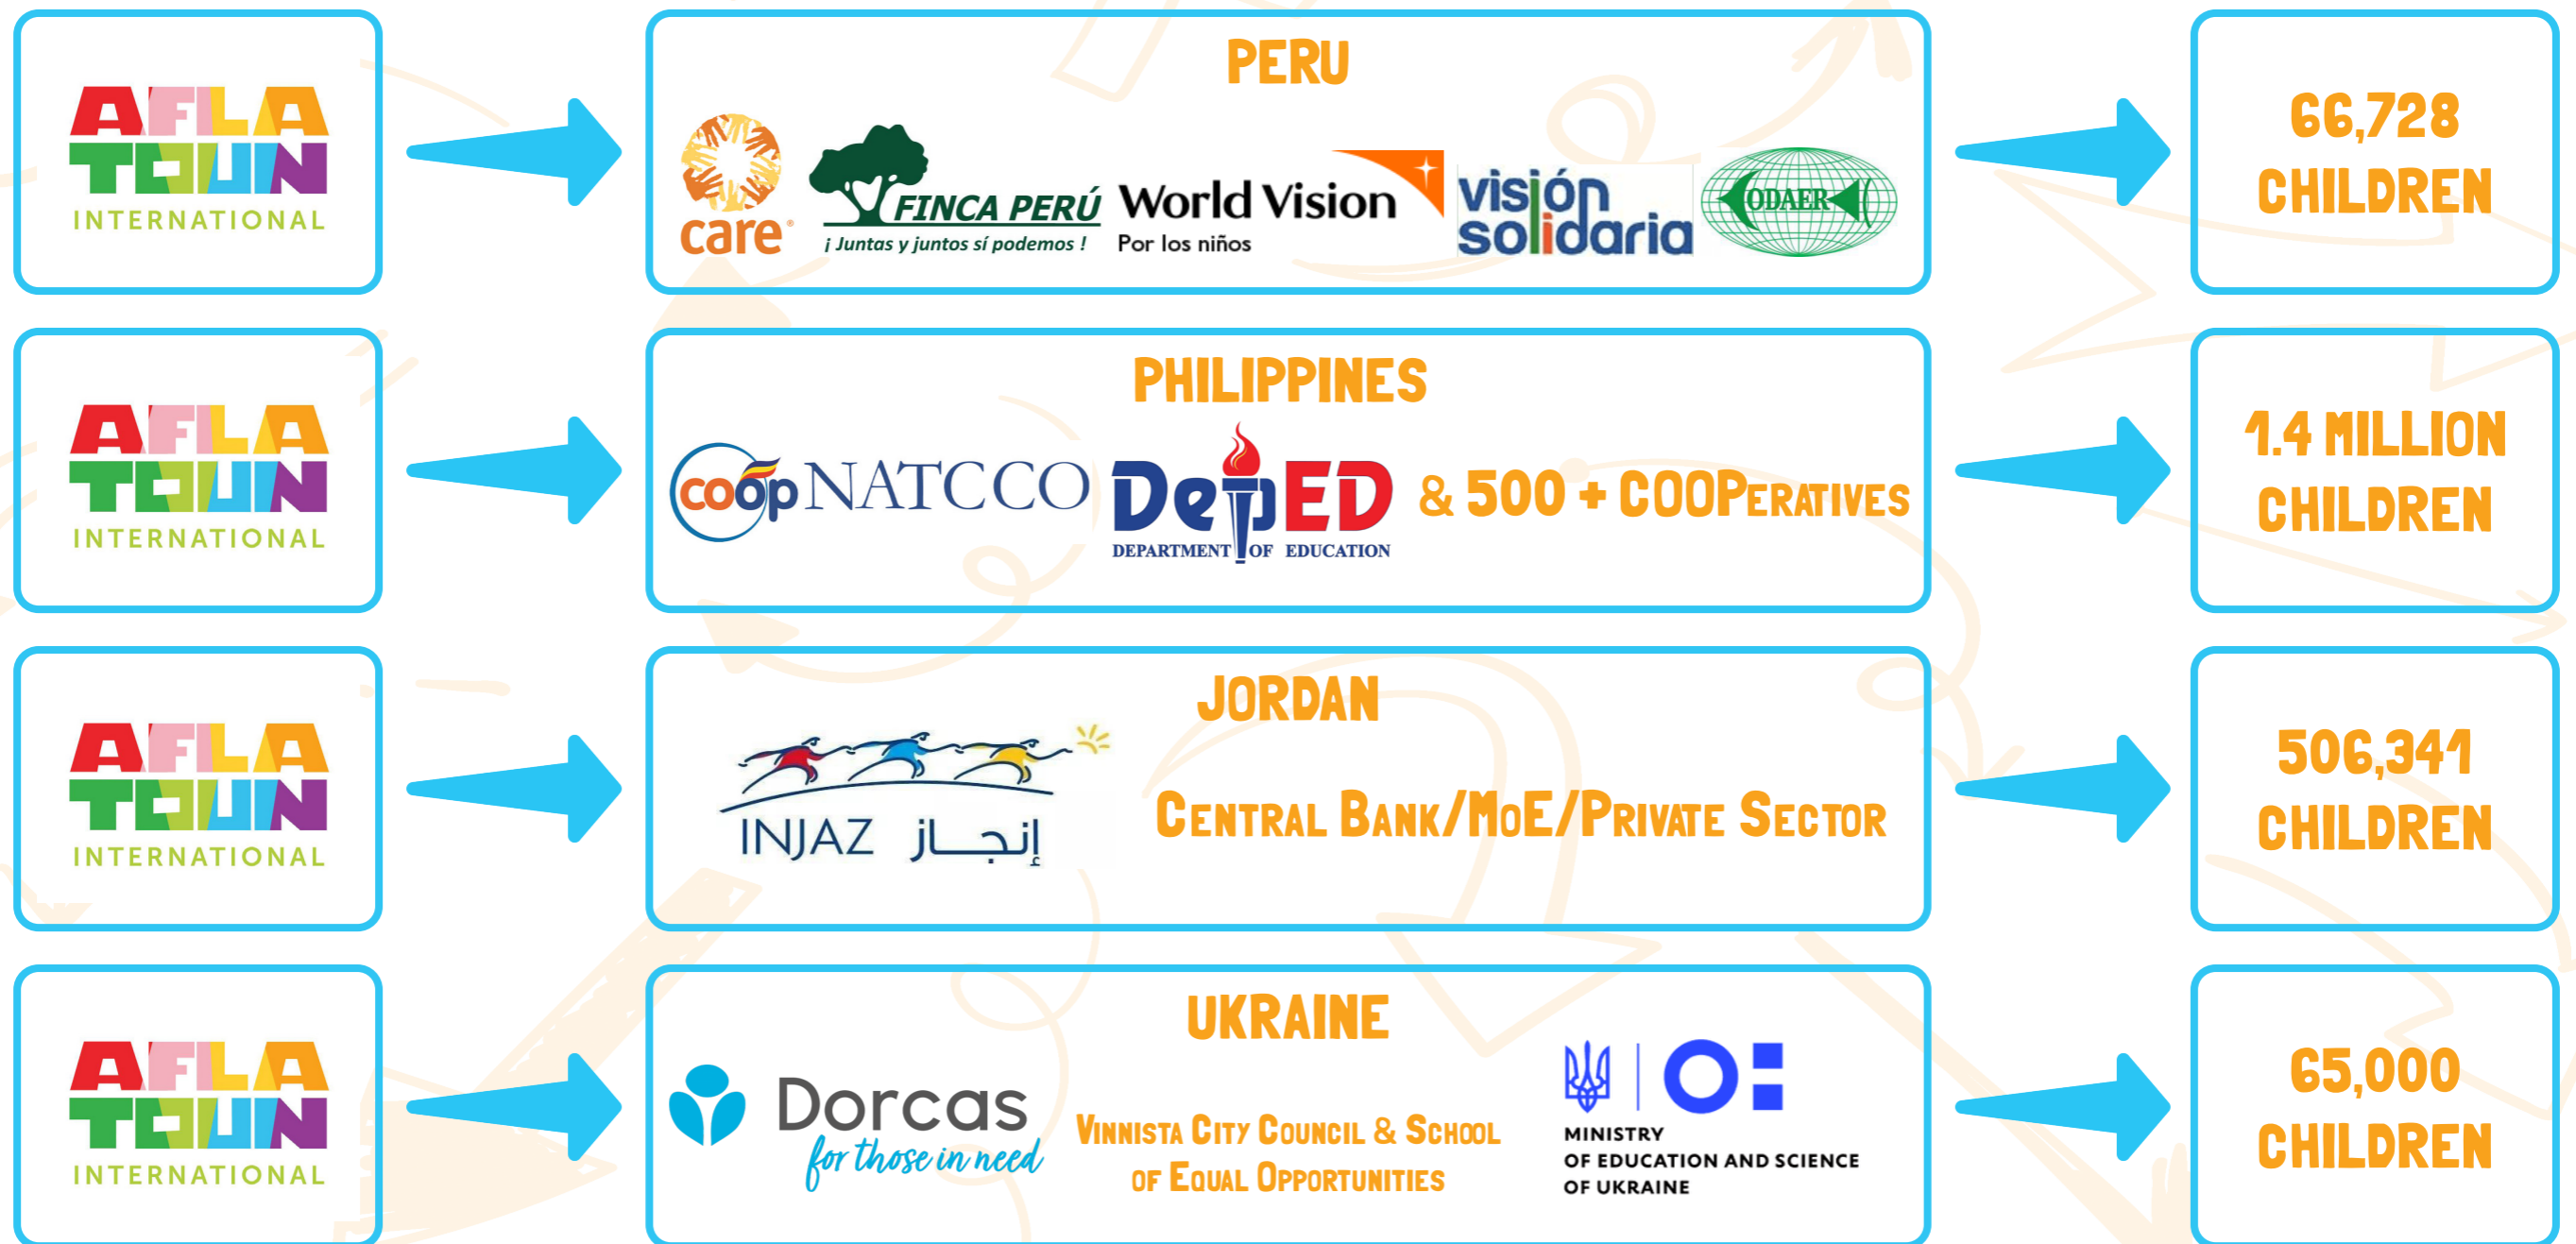 AFLA
TOUN
INTERNATIONAL
PERU
care®
FINCA PERÚ
¡ Juntas y juntos sí podemos !
World Vision
Por los niños
visión
solidaria
ODAER
66,728
CHILDREN
AFLA
TOUN
INTERNATIONAL
PHILIPPINES
coop NATCCO
DepED
DEPARTMENT OF EDUCATION
& 500 + COOPERATIVES
1.4 MILLION
CHILDREN
AFLA
TOUN
INTERNATIONAL
JORDAN
INJAZ إنجاز
CENTRAL BANK/MOE/PRIVATE SECTOR
506,341
CHILDREN
AFLA
TOUN
INTERNATIONAL
UKRAINE
Dorcas
for those in need
VINNISTA CITY COUNCIL & SCHOOL
OF EQUAL OPPORTUNITIES
MINISTRY
OF EDUCATION AND SCIENCE
OF UKRAINE
65,000
CHILDREN